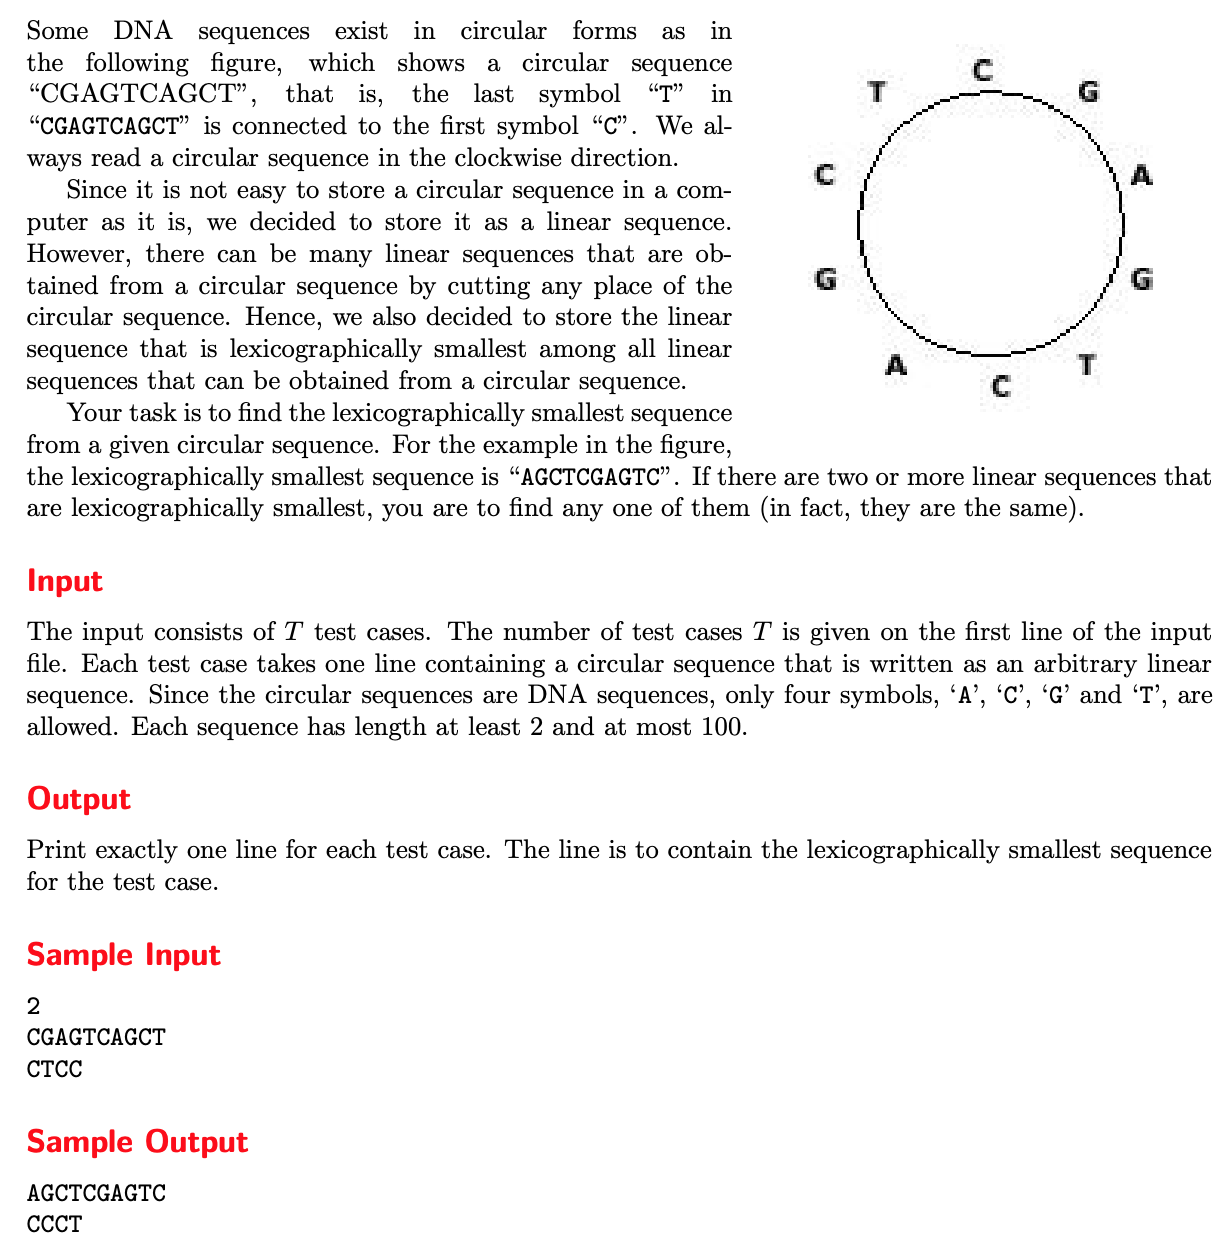 Some DNA sequences exist in circular forms as in
the following figure, which shows a circular sequence
“CGAGTCAGCT”, that is, the last symbol “T” in
“CGAGTCAGCT” is connected to the first symbol “C”. We al-
ways read a circular sequence in the clockwise direction.
Since it is not easy to store a circular sequence in a com-
puter as it is, we decided to store it as a linear sequence.
However, there can be many linear sequences that are ob-
tained from a circular sequence by cutting any place of the
circular sequence. Hence, we also decided to store the linear
sequence that is lexicographically smallest among all linear
sequences that can be obtained from a circular sequence.
Your task is to find the lexicographically smallest sequence
from a given circular sequence. For the example in the figure,
the lexicographically smallest sequence is “AGCTCGAGTC”. If there are two or more linear sequences that
are lexicographically smallest, you are to find any one of them (in fact, they are the same).
C
G
A
G
T
C
A
G
C
T
Input
The input consists of T test cases. The number of test cases T is given on the first line of the input
file. Each test case takes one line containing a circular sequence that is written as an arbitrary linear
sequence. Since the circular sequences are DNA sequences, only four symbols, ‘A’, ‘C’, ‘G’ and ‘T’, are
allowed. Each sequence has length at least 2 and at most 100.
Output
Print exactly one line for each test case. The line is to contain the lexicographically smallest sequence
for the test case.
Sample Input
2
CGAGTCAGCT
CTCC
Sample Output
AGCTCGAGTC
CCCT